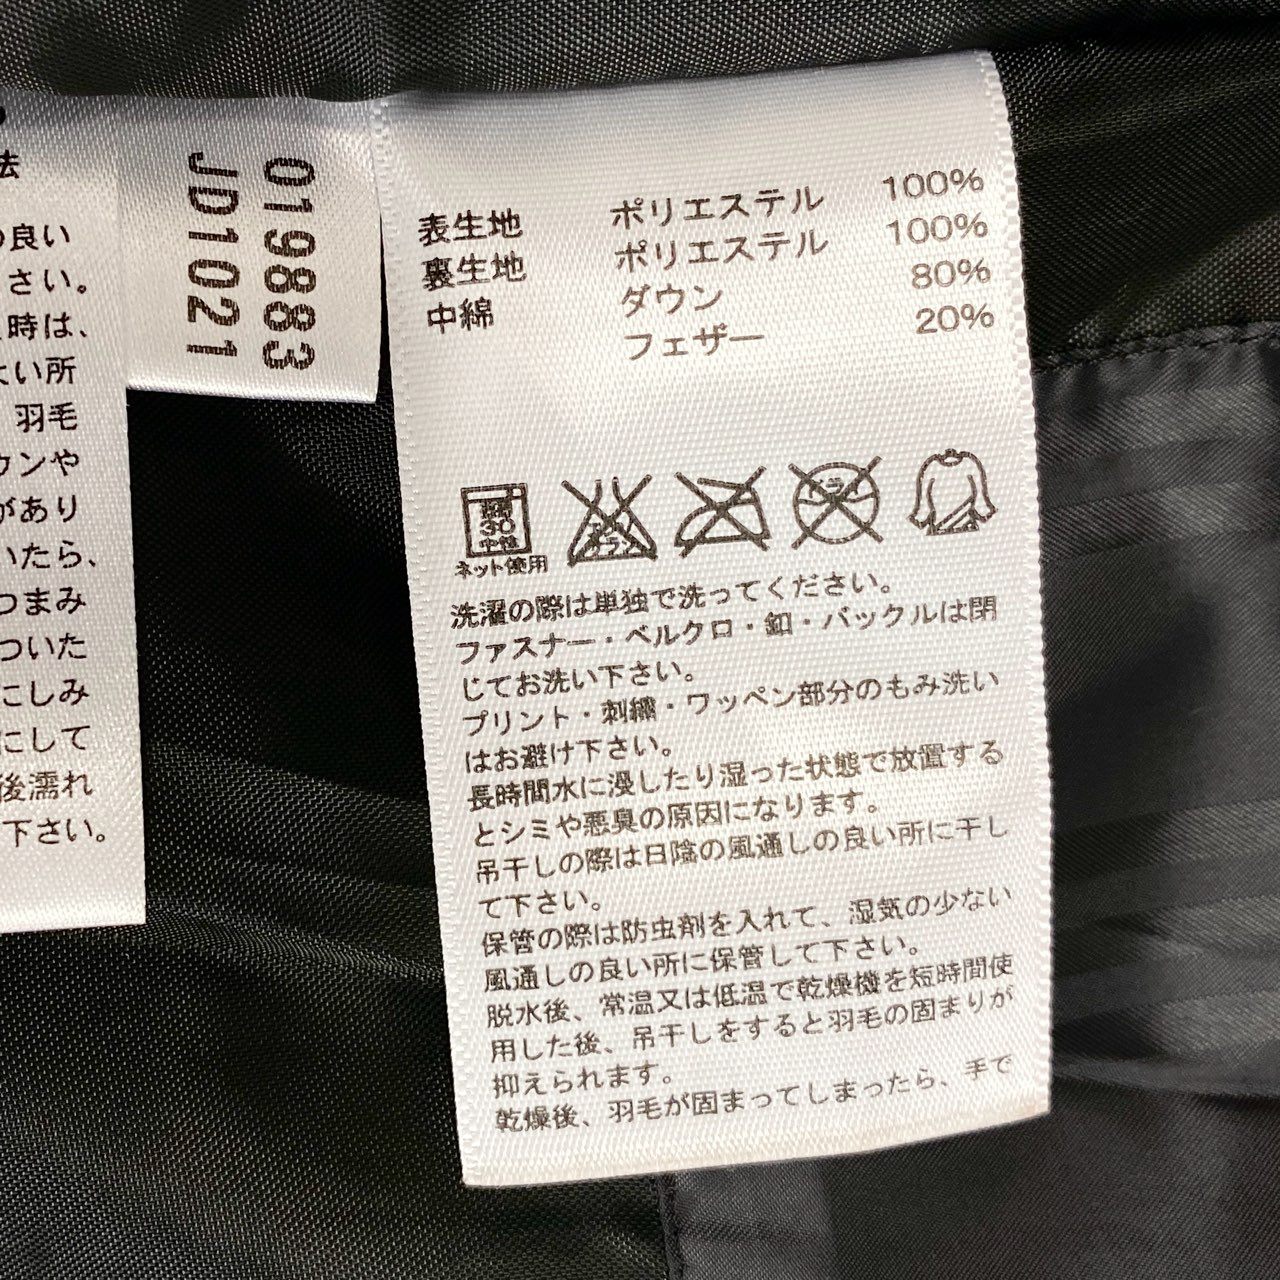 法
の良い
さい。
時は、
よい所
羽毛
ウンや
があり
いたら、
つまみ
ついた
にしみ
にして
後濡れ
下さい。
019883
JD1021
表生地 ポリエステル 100%
裏生地 ポリエステル 100%
中綿 ダウン 80%
フェザー 20%
30
中性
ネット使用
洗濯の際は単独で洗ってください。
ファスナー・ベルクロ・釦・バックルは閉
じてお洗い下さい。
プリント・刺繍・ワッペン部分のもみ洗い
はお避け下さい。
長時間水に浸したり湿った状態で放置する
とシミや悪臭の原因になります。
吊干しの際は日陰の風通しの良い所に干し
て下さい。
保管の際は防虫剤を入れて、湿気の少ない
風通しの良い所に保管して下さい。
脱水後、常温又は低温で乾燥機を短時間使
用した後、吊干しをすると羽毛の固まりが
抑えられます。
乾燥後、羽毛が固まってしまったら、手で